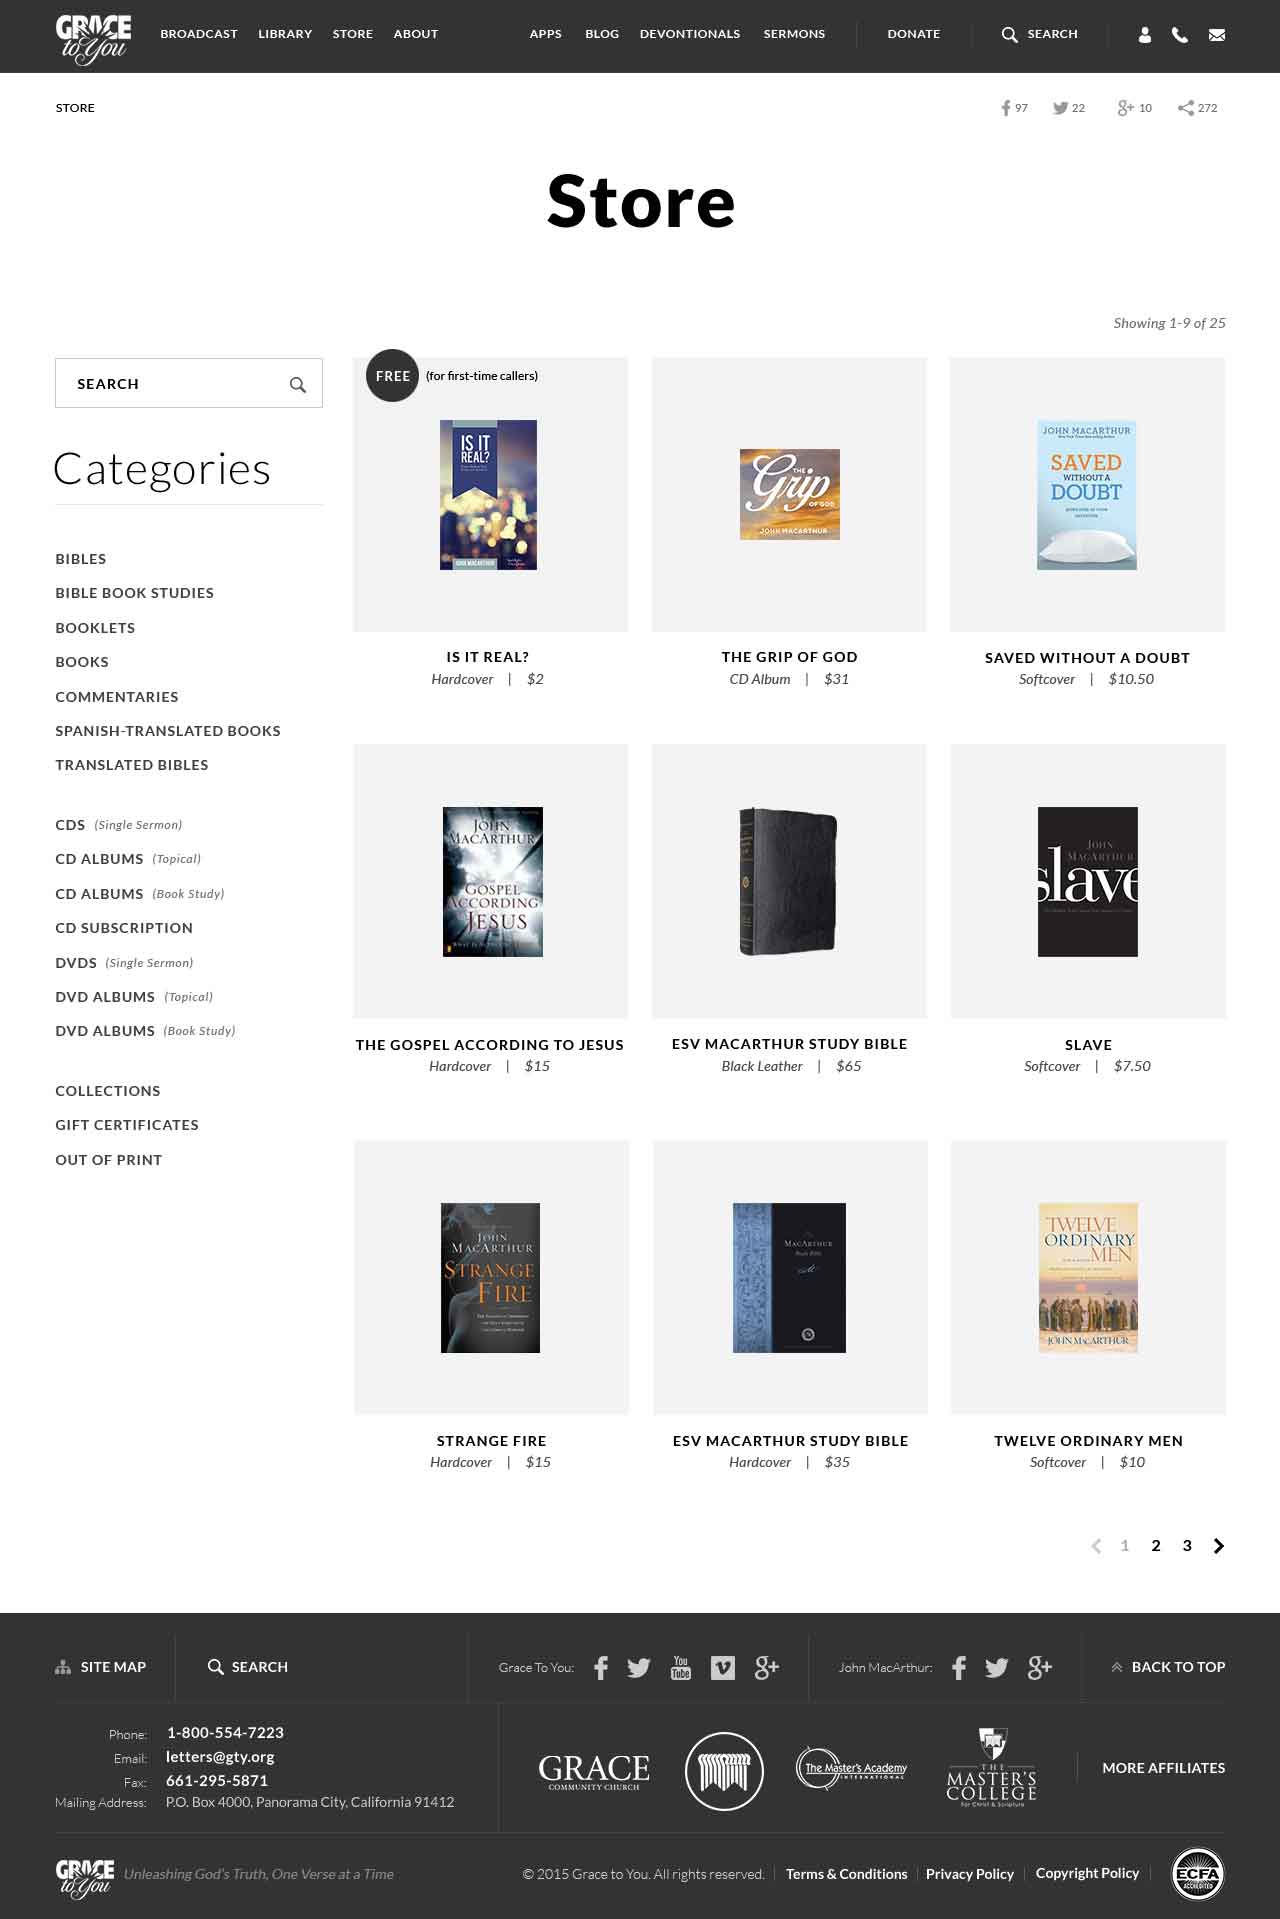 GRACE to You
BROADCAST LIBRARY STORE ABOUT APPS BLOG DEVONTIONALS SERMONS DONATE SEARCH
STORE 97 22 10 272
Store
Showing 1-9 of 25
SEARCH
Categories
BIBLES
BIBLE BOOK STUDIES
BOOKLETS
BOOKS
COMMENTARIES
SPANISH-TRANSLATED BOOKS
TRANSLATED BIBLES
CDS (Single Sermon)
CD ALBUMS (Topical)
CD ALBUMS (Book Study)
CD SUBSCRIPTION
DVDS (Single Sermon)
DVD ALBUMS (Topical)
DVD ALBUMS (Book Study)
COLLECTIONS
GIFT CERTIFICATES
OUT OF PRINT
FREE (for first-time callers)
IS IT
REAL?
JOHN MACARTHUR
IS IT REAL?
Hardcover | $2
THE
Grip
OF GOD
JOHN MACARTHUR
THE GRIP OF GOD
CD Album | $31
JOHN MACARTHUR
SAVED
WITHOUT A
DOUBT
SAVED WITHOUT A DOUBT
Softcover | $10.50
JOHN
MACARTHUR
GOSPEL
ACCORDING
JESUS
THE GOSPEL ACCORDING TO JESUS
Hardcover | $15
ESV MACARTHUR STUDY BIBLE
Black Leather | $65
JOHN
MACARTHUR
slave
SLAVE
Softcover | $7.50
JOHN
MACARTHUR
STRANGE
FIRE
STRANGE FIRE
Hardcover | $15
MACARTHUR
Study Bible
ESV MACARTHUR STUDY BIBLE
Hardcover | $35
TWELVE
ORDINARY
MEN
JOHN MACARTHUR
TWELVE ORDINARY MEN
Softcover | $10
1 2 3
SITE MAP SEARCH Grace To You: You Tube John MacArthur: BACK TO TOP
Phone: 1-800-554-7223
Email: letters@gty.org
Fax: 661-295-5871
Mailing Address: P.O. Box 4000, Panorama City, California 91412
GRACE
COMMUNITY CHURCH
The Master's Academy
INTERNATIONAL
THE
MASTER'S
COLLEGE
For Christ & Scripture
MORE AFFILIATES
GRACE to You
Unleashing God's Truth, One Verse at a Time
© 2015 Grace to You. All rights reserved. Terms & Conditions Privacy Policy Copyright Policy
ECFA
ACCREDITED